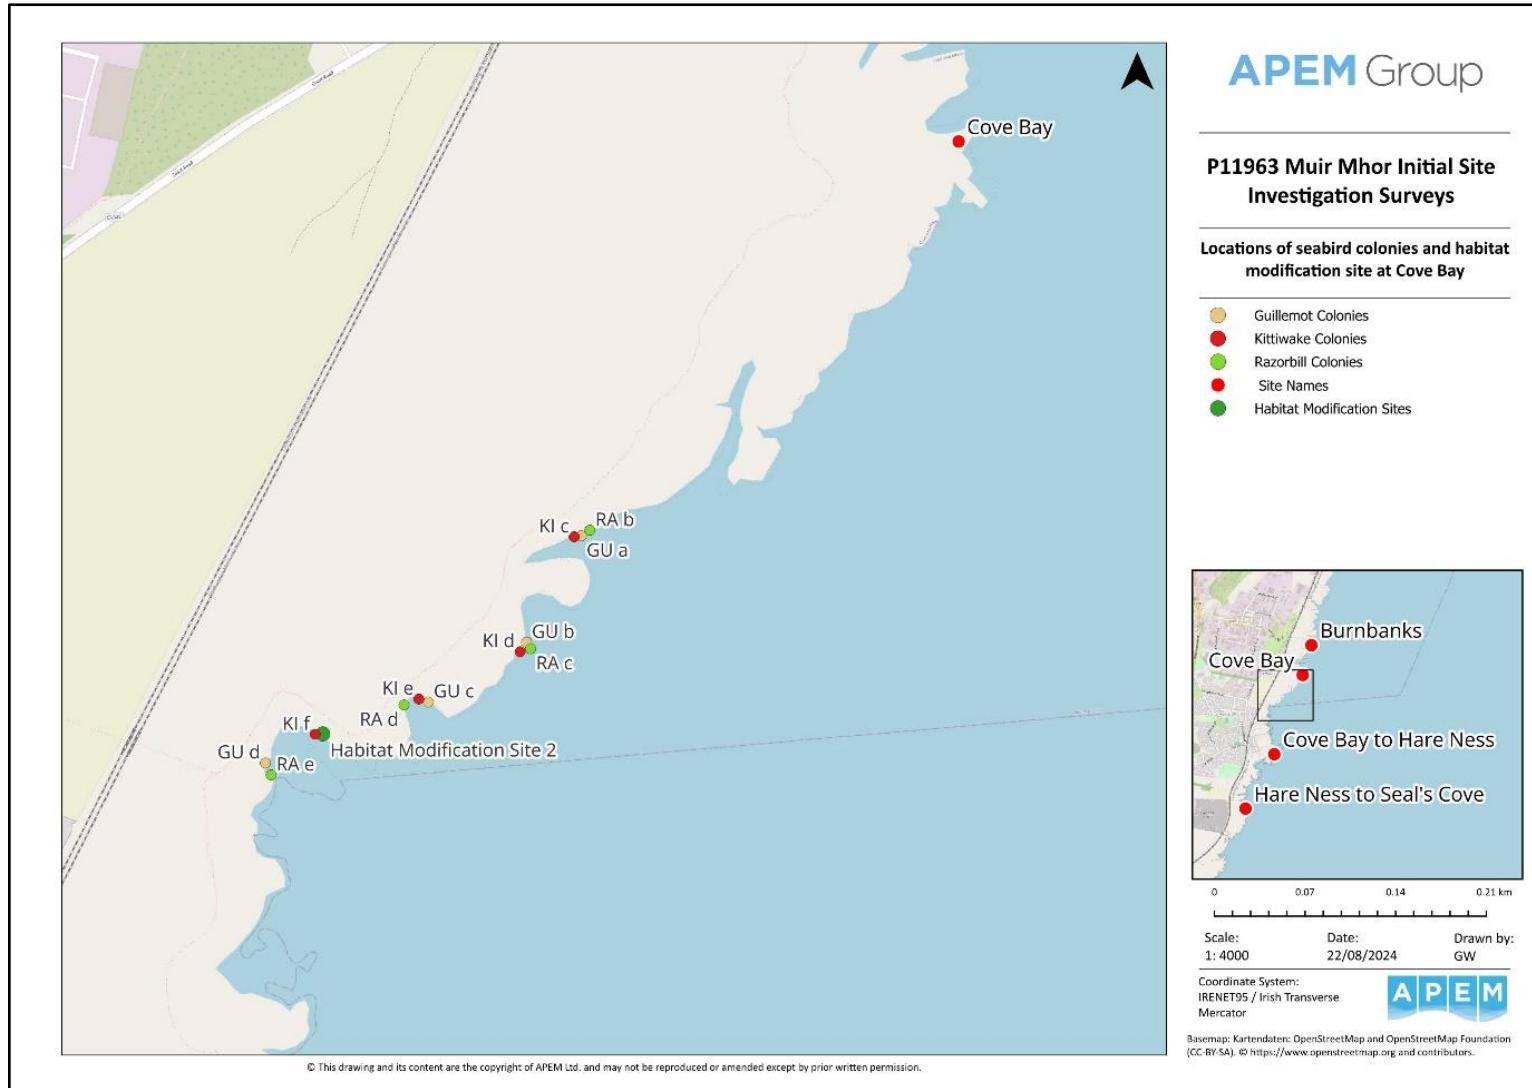 Cove Bay
KI c
RA b
GU a
KI d
GU b
RA c
KI e
GU c
RA d
KI f
Habitat Modification Site 2
GU d
RA e
© This drawing and its content are the copyright of APEM Ltd. and may not be reproduced or amended except by prior written permission.
APEM Group
P11963 Muir Mhor Initial Site
Investigation Surveys
Locations of seabird colonies and habitat
modification site at Cove Bay
Guillemot Colonies
Kittiwake Colonies
Razorbill Colonies
Site Names
Habitat Modification Sites
Burnbanks
Cove Bay
Cove Bay to Hare Ness
Hare Ness to Seal's Cove
0 0.07 0.14 0.21 km
Scale: Date: Drawn by:
1: 4000 22/08/2024 GW
Coordinate System:
IRENET95 / Irish Transverse
Mercator
APEM
Basemap: Kartendaten: OpenStreetMap and OpenStreetMap Foundation
(CC-BY-SA). © https://www.openstreetmap.org and contributors.